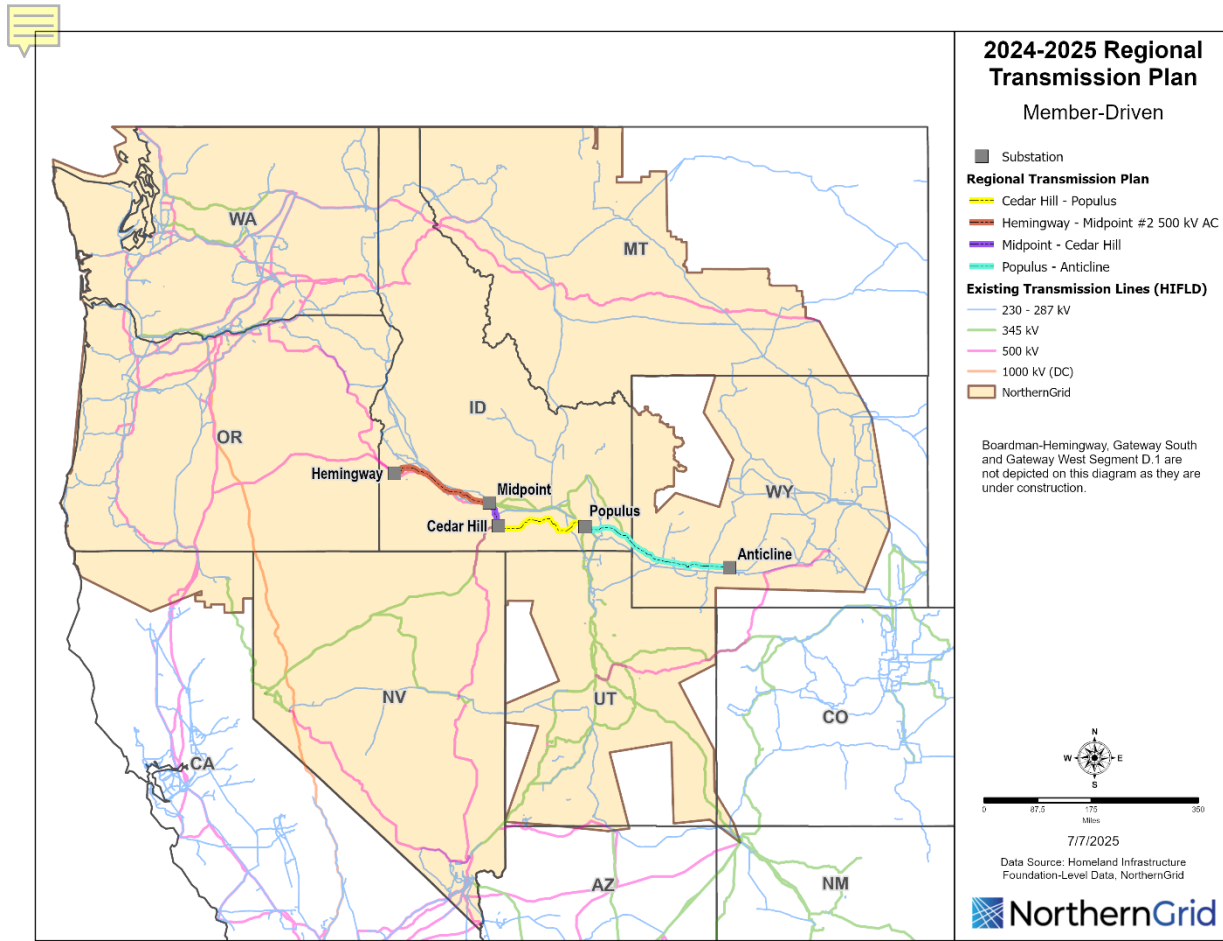 2024-2025 Regional
Transmission Plan
Member-Driven
Substation
Regional Transmission Plan
Cedar Hill - Populus
Hemingway - Midpoint #2 500 kV AC
Midpoint - Cedar Hill
Populus - Anticline
Existing Transmission Lines (HIFLD)
230 - 287 kV
345 kV
500 kV
1000 kV (DC)
NorthernGrid
Boardman-Hemingway, Gateway South
and Gateway West Segment D.1 are
not depicted on this diagram as they are
under construction.
WA
MT
ID
OR
WY
Hemingway
Midpoint
Cedar Hill
Populus
Anticline
NV
UT
CO
CA
AZ
NM
N
W
E
S
0
87.5
175
350
Miles
7/7/2025
Data Source: Homeland Infrastructure
Foundation-Level Data, NorthernGrid
NorthernGrid